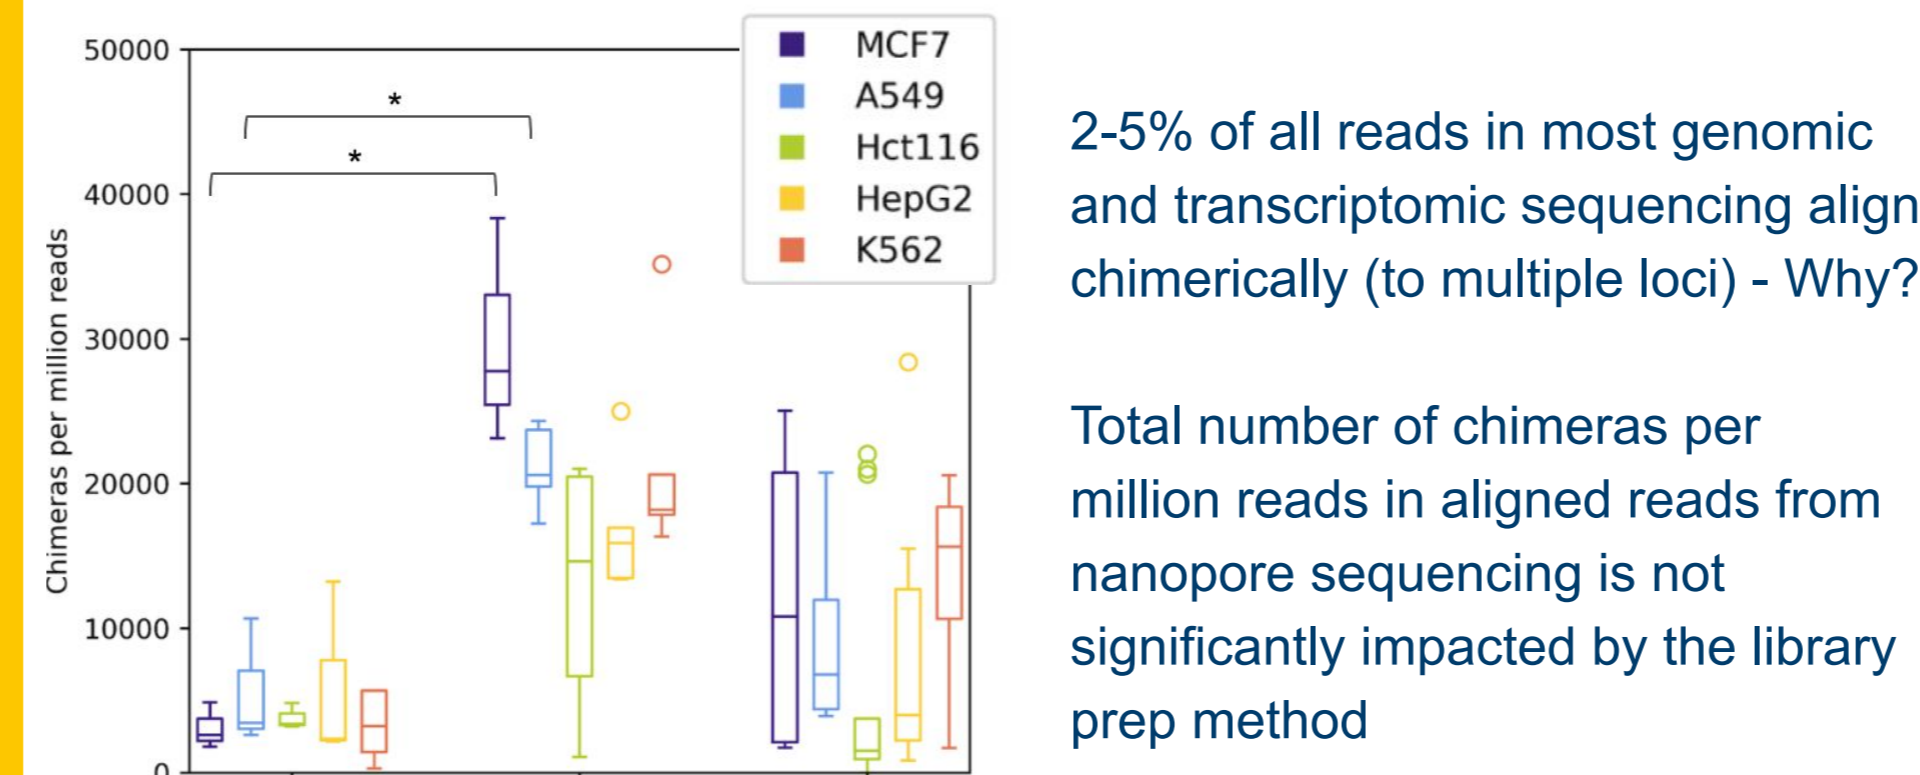 50000
40000
30000
20000
10000
0
Chimeras per million reads
*
*
MCF7
A549
Hct116
HepG2
K562
2-5% of all reads in most genomic
and transcriptomic sequencing align
chimerically (to multiple loci) - Why?
Total number of chimeras per
million reads in aligned reads from
nanopore sequencing is not
significantly impacted by the library
prep method